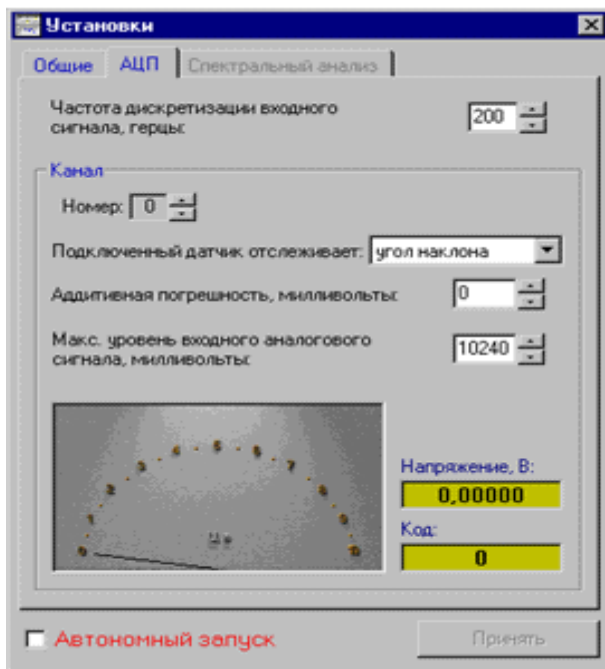 Установки
Общие АЦП Спектральный анализ
Частота дискретизации входного
сигнала, герцы: 200
Канал
Номер: 0
Подключенный датчик отслеживает: угол наклона
Аддитивная погрешность, милливольты: 0
Макс. уровень входного аналогового
сигнала, милливольты: 10240
0 1 2 3 4 5 6 7 8 9
Напряжение, В:
0,00000
Код:
0
Автономный запуск
Принять